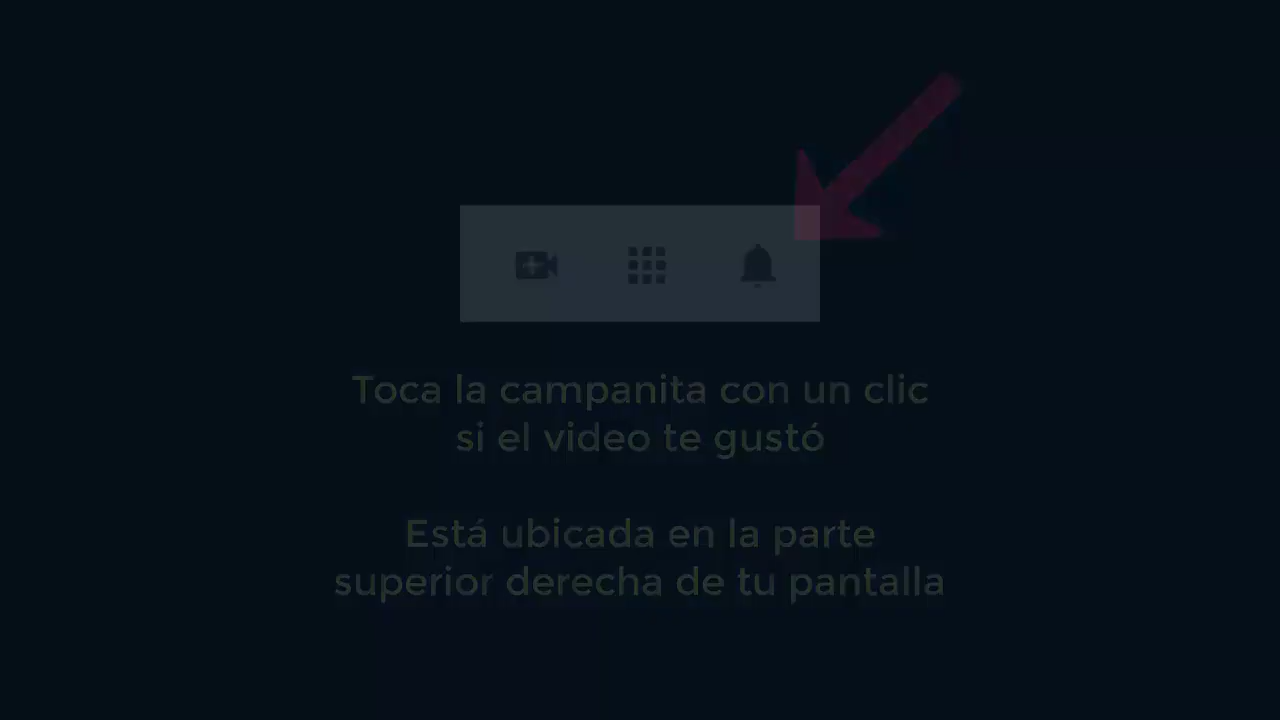 Toca la campanita con un clic
si el video te gustó
Está ubicada en la parte
superior derecha de tu pantalla